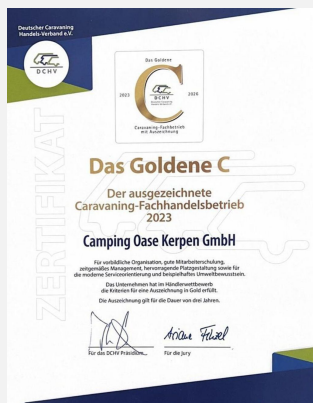 Deutscher Caravaning
Handels-Verband e.V.
DCHV
ZERTIFIKAT
Das Goldene
2023 C 2026
DCHV
Caravaning-Fachbetrieb
mit Auszeichnung
Das Goldene C
Der ausgezeichnete
Caravaning-Fachhandelsbetrieb
2023
Camping Oase Kerpen GmbH
Für vorbildliche Organisation, gute Mitarbeiterschulung,
zeitgemäßes Management, hervorragende Platzgestaltung sowie für
die moderne Serviceorientierung und beispielhaftes Umweltbewusstsein.
Das Unternehmen hat im Händlerwettbewerb
die Kriterien für eine Auszeichnung in Gold erfüllt.
Die Auszeichnung gilt für die Dauer von drei Jahren.
Für das DCHV Präsidium
Für die Jury